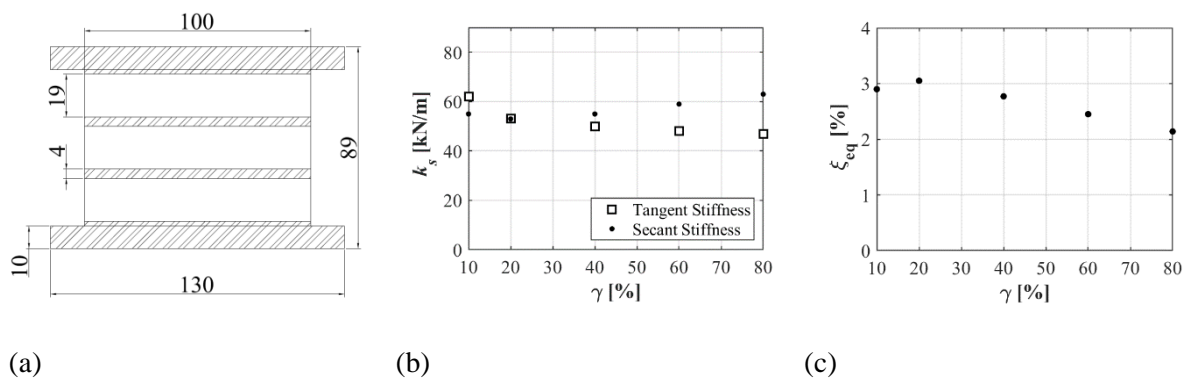 100
19
4
89
10
130
(a)
80
60
40
20
0
k_s [kN/m]
Tangent Stiffness
Secant Stiffness
10 20 30 40 50 60 70 80
γ [%]
(b)
4
3
2
1
0
ξ_eq [%]
10 20 30 40 50 60 70 80
γ [%]
(c)